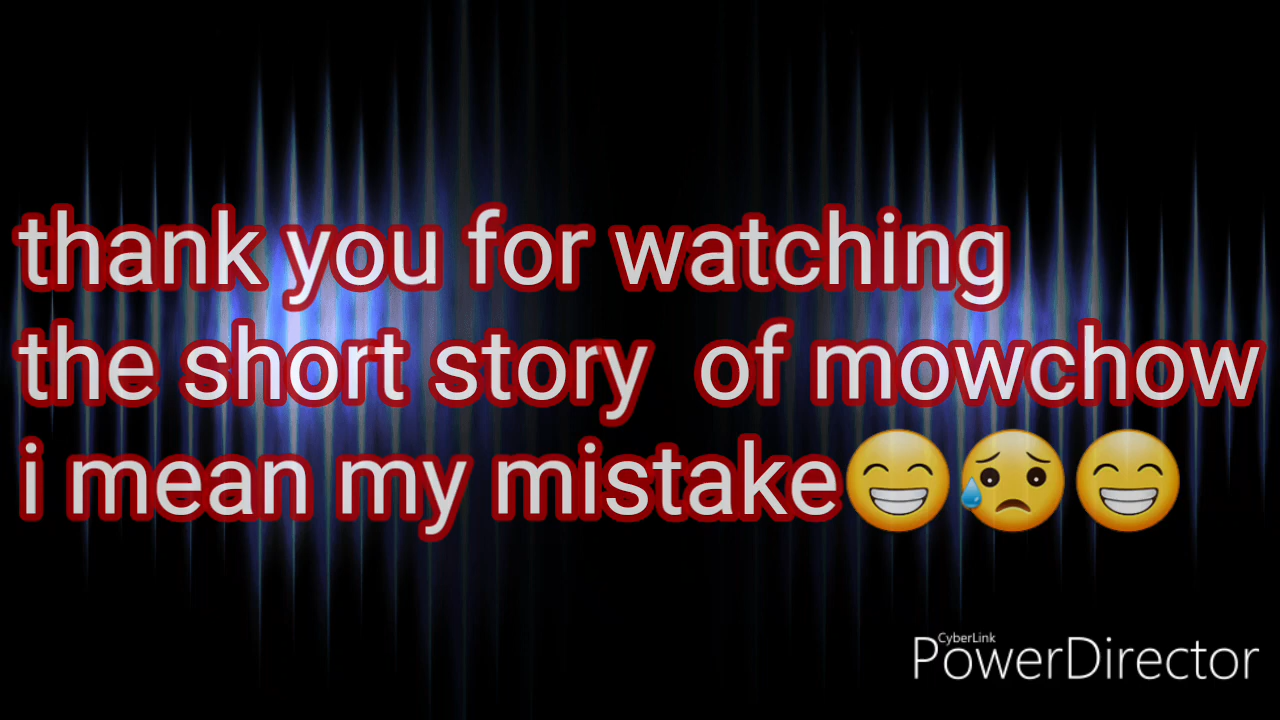 thank you for watching
the short story  of mowchow
i mean my mistake😁😥😁
CyberLink
PowerDirector